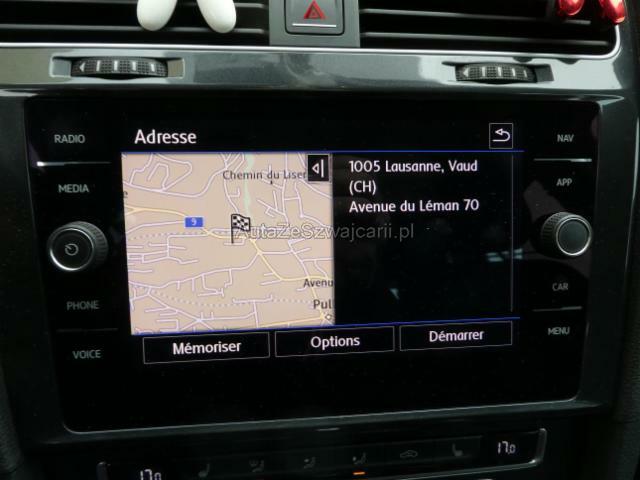 RADIO
MEDIA
PHONE
VOICE
Adresse
Chemin du Liser
9
Avenu
Pul
1005 Lausanne, Vaud
(CH)
Avenue du Léman 70
AutaZeSzwajcarii.pl
Mémoriser
Options
Démarrer
NAV
APP
CAR
MENU
17.0
17.0